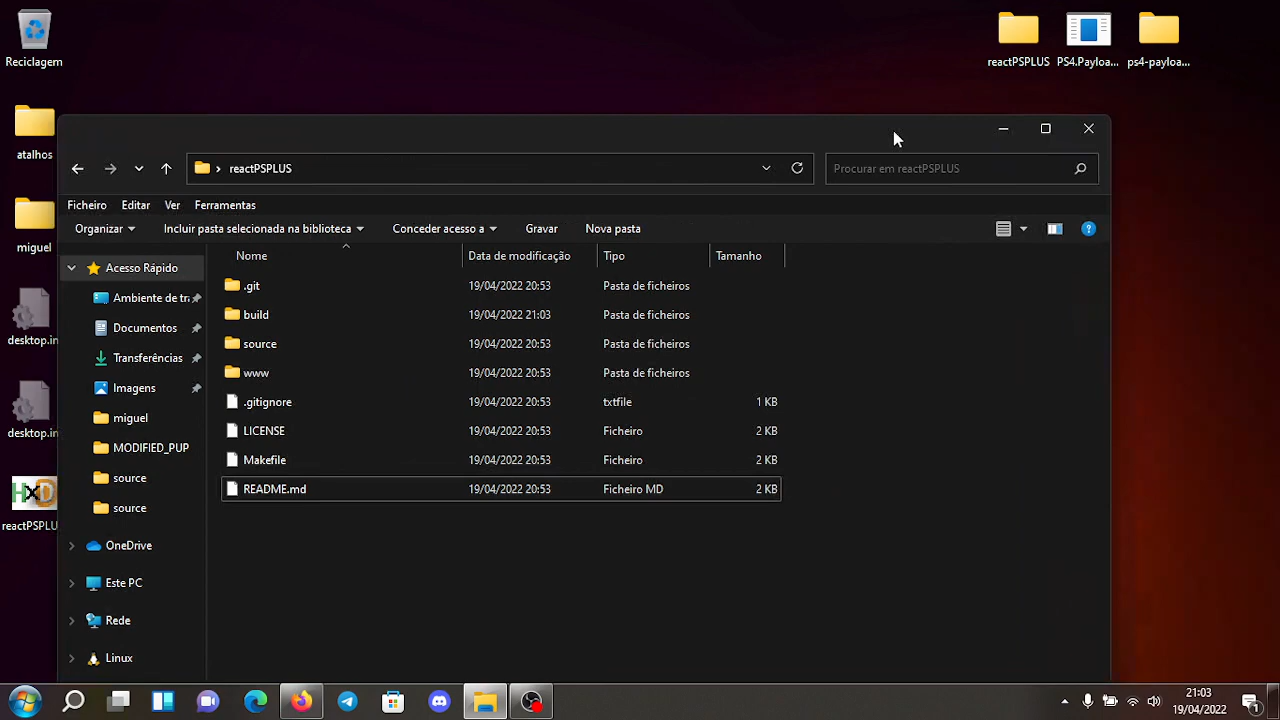 Reciclagem
atalhos
miguel
desktop.in
desktop.in
HxD
reactPSPLU
reactPSPLUS
PS4.Payloa...
ps4-payloa...
reactPSPLUS
Procurar em reactPSPLUS
Ficheiro Editar Ver Ferramentas
Organizar Incluir pasta selecionada na Biblioteca Conceder acesso a Gravar Nova pasta
Acesso Rápido
Ambiente de tra
Documentos
Transferências
Imagens
miguel
MODIFIED_PUP
source
source
OneDrive
Este PC
Rede
Linux
Nome Data de modificação Tipo Tamanho
.git 19/04/2022 20:53 Pasta de ficheiros
build 19/04/2022 21:03 Pasta de ficheiros
source 19/04/2022 20:53 Pasta de ficheiros
www 19/04/2022 20:53 Pasta de ficheiros
.gitignore 19/04/2022 20:53 txtfile 1 KB
LICENSE 19/04/2022 20:53 Ficheiro 2 KB
Makefile 19/04/2022 20:53 Ficheiro 2 KB
README.md 19/04/2022 20:53 Ficheiro MD 2 KB
21:03
19/04/2022
1